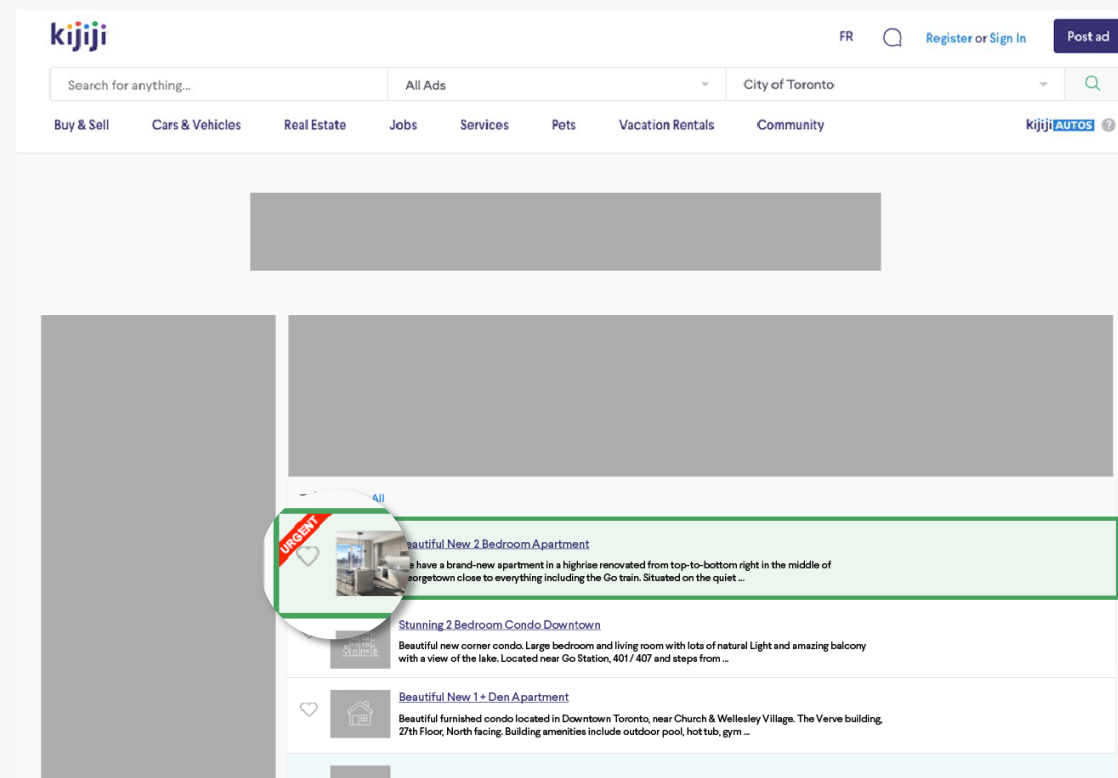 kijiji
FR
Register or Sign In
Post ad
Search for anything...
All Ads
City of Toronto
Buy & Sell
Cars & Vehicles
Real Estate
Jobs
Services
Pets
Vacation Rentals
Community
kijiji AUTOS ?
All
URGENT
eautiful New 2 Bedroom Apartment
e have a brand-new apartment in a highrise renovated from top-to-bottom right in the middle of
eorgetown close to everything including the Go train. Situated on the quiet ...
Stunning 2 Bedroom Condo Downtown
Beautiful new corner condo. Large bedroom and living room with lots of natural Light and amazing balcony
with a view of the lake. Located near Go Station, 401 / 407 and steps from ...
Beautiful New 1 + Den Apartment
Beautiful furnished condo located in Downtown Toronto, near Church & Wellesley Village. The Verve building,
27th Floor, North facing. Building amenities include outdoor pool, hot tub, gym ...